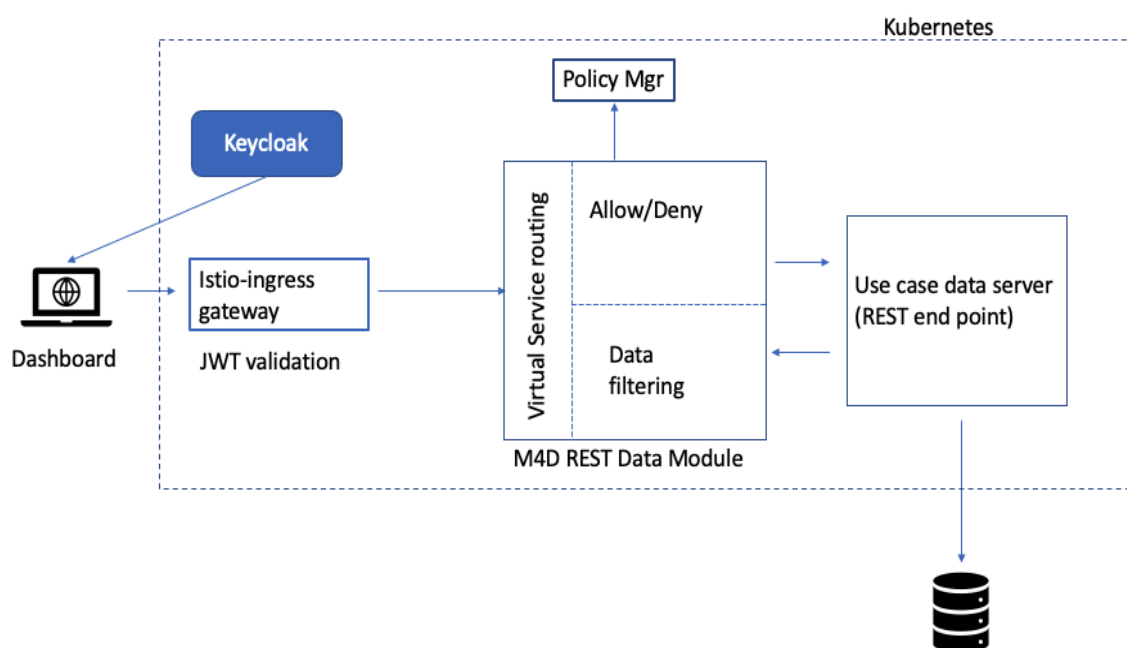 Kubernetes
Policy Mgr
Keycloak
Virtual Service routing
Allow/Deny
Istio-ingress
gateway
Use case data server
(REST end point)
Dashboard
JWT validation
Data
filtering
M4D REST Data Module